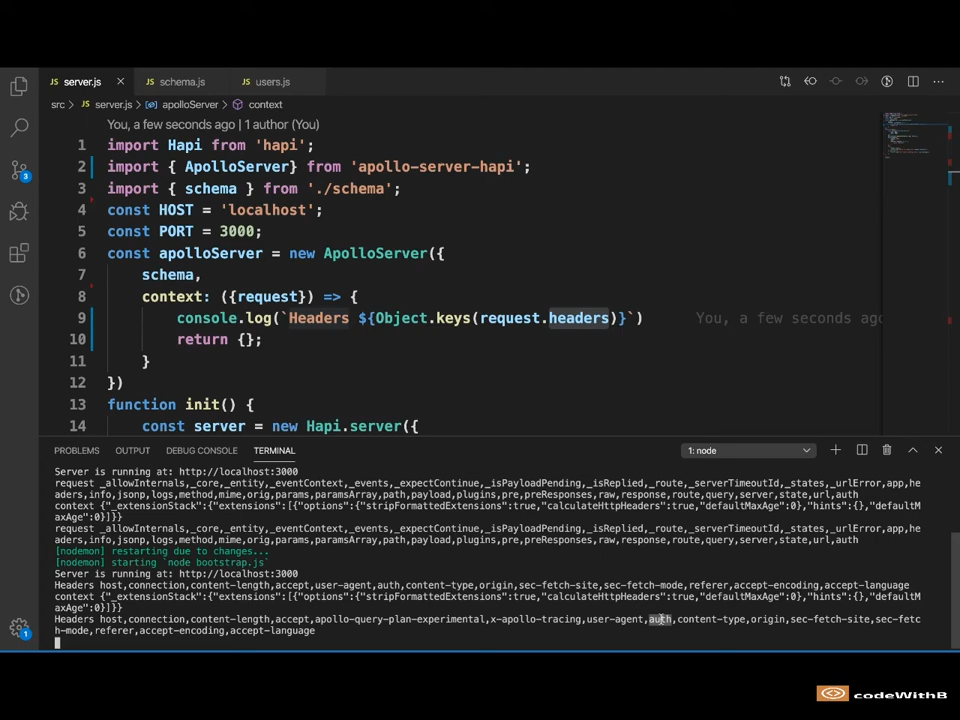 server.js
schema.js
users.js
src > server.js > apolloServer > context
You, a few seconds ago | 1 author (You)
1 import Hapi from 'hapi';
2 import { ApolloServer} from 'apollo-server-hapi';
3 import { schema } from './schema';
4 const HOST = 'localhost';
5 const PORT = 3000;
6 const apolloServer = new ApolloServer({
7 schema,
8 context: ({request}) => {
9 console.log(`Headers ${Object.keys(request.headers)}`) You, a few seconds ago
10 return {};
11 }
12 })
13 function init() {
14 const server = new Hapi.server({
3
1
PROBLEMS OUTPUT DEBUG CONSOLE TERMINAL 1: node
Server is running at: http://localhost:3000
request _allowInternals,_core,_entity,_eventContext,_events,_expectContinue,_isPayloadPending,_isReplied,_route,_serverTimeoutId,_states,_urlError,app,he
aders,info,jsonp,logs,method,mime,orig,params,paramsArray,path,payload,plugins,pre,preResponses,raw,response,route,query,server,state,url,auth
context {"_extensionStack":{"extensions":[{"options":{"stripFormattedExtensions":true,"calculateHttpHeaders":true,"defaultMaxAge":0},"hints":{},"defaultM
axAge":0}]}}
request _allowInternals,_core,_entity,_eventContext,_events,_expectContinue,_isPayloadPending,_isReplied,_route,_serverTimeoutId,_states,_urlError,app,he
aders,info,jsonp,logs,method,mime,orig,params,paramsArray,path,payload,plugins,pre,preResponses,raw,response,route,query,server,state,url,auth
[nodemon] restarting due to changes...
[nodemon] starting `node bootstrap.js`
Server is running at: http://localhost:3000
Headers host,connection,content-length,accept,user-agent,auth,content-type,origin,sec-fetch-site,sec-fetch-mode,referer,accept-encoding,accept-language
context {"_extensionStack":{"extensions":[{"options":{"stripFormattedExtensions":true,"calculateHttpHeaders":true,"defaultMaxAge":0},"hints":{},"defaultM
axAge":0}]}}
Headers host,connection,content-length,accept,apollo-query-plan-experimental,x-apollo-tracing,user-agent,auth,content-type,origin,sec-fetch-site,sec-fetc
h-mode,referer,accept-encoding,accept-language
codeWithB